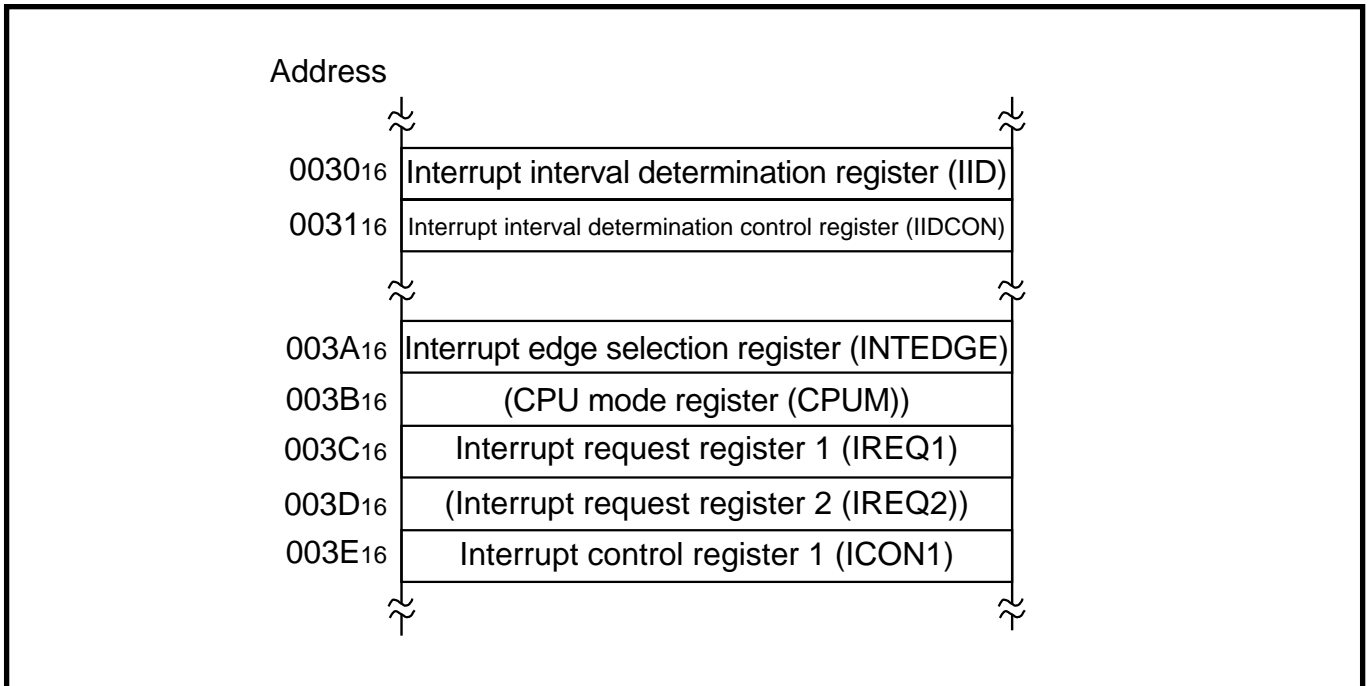 Address
0030₁₆ Interrupt interval determination register (IID)
0031₁₆ Interrupt interval determination control register (IIDCON)
003A₁₆ Interrupt edge selection register (INTEDGE)
003B₁₆ (CPU mode register (CPUM))
003C₁₆ Interrupt request register 1 (IREQ1)
003D₁₆ (Interrupt request register 2 (IREQ2))
003E₁₆ Interrupt control register 1 (ICON1)